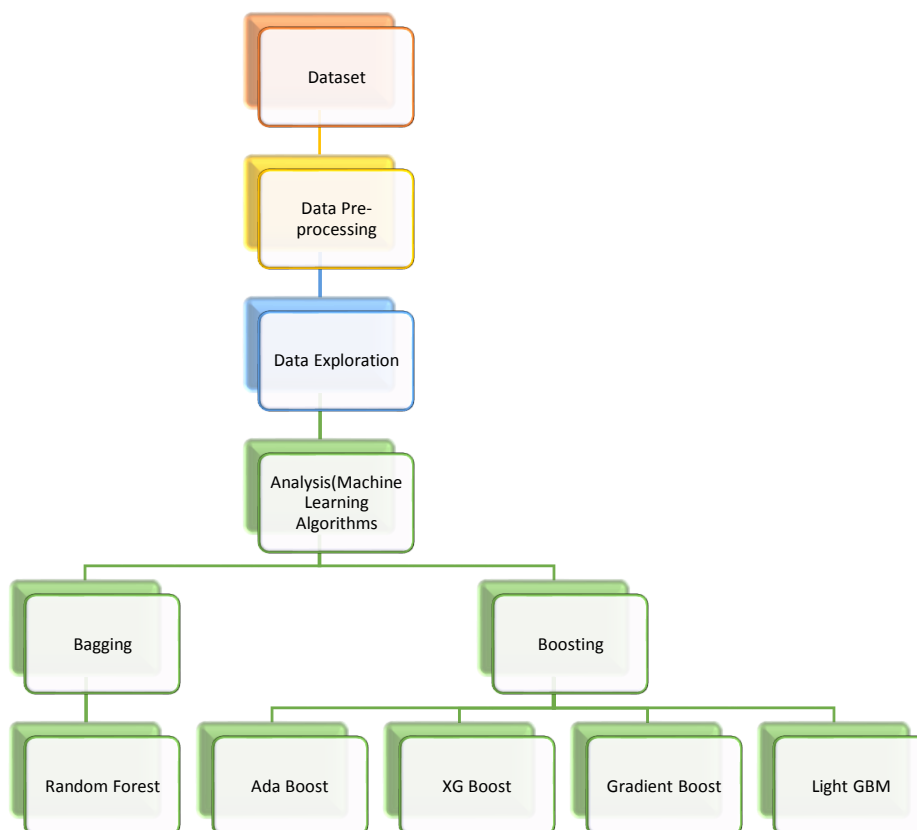 Dataset
Data Pre-
processing
Data Exploration
Analysis(Machine
Learning
Algorithms
Bagging
Boosting
Random Forest
Ada Boost
XG Boost
Gradient Boost
Light GBM